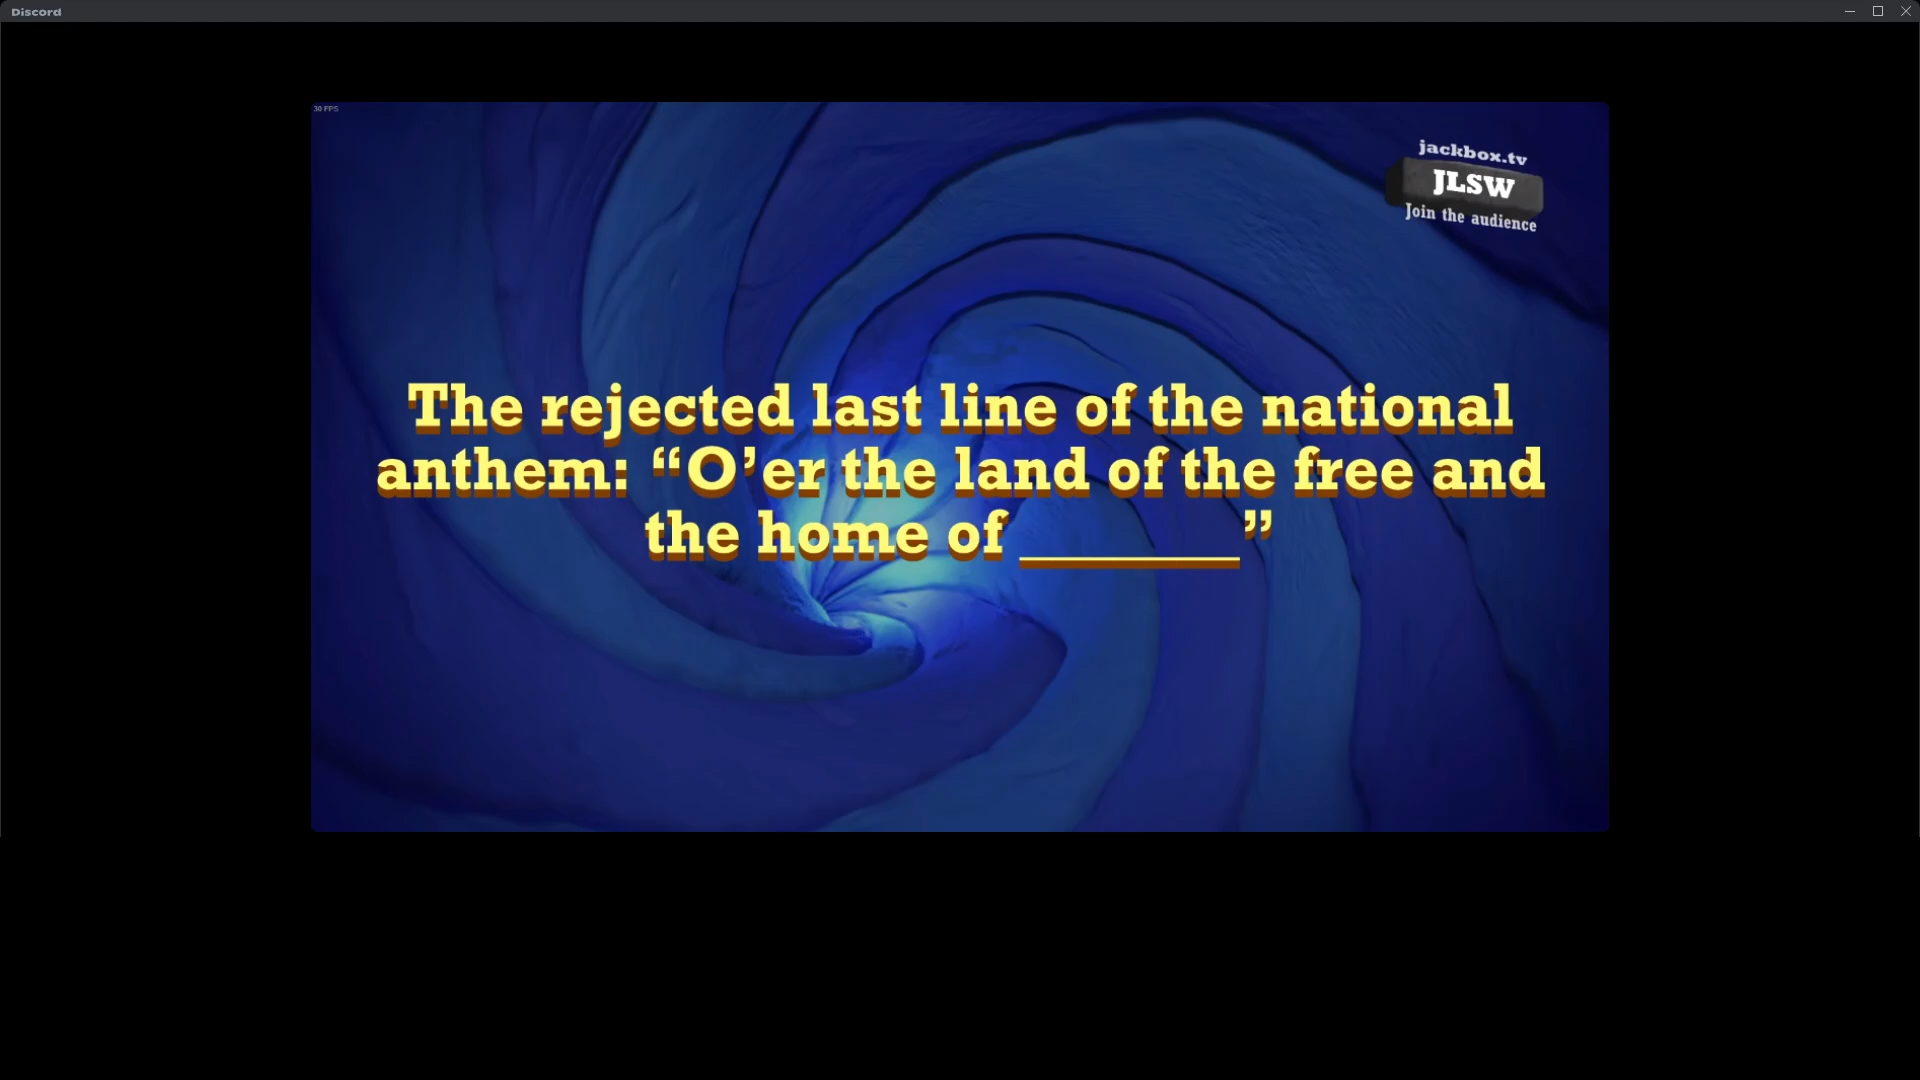 Discord
30 FPS
jackbox.tv
JLSW
Join the audience
The rejected last line of the national
anthem: “O’er the land of the free and
the home of ________”